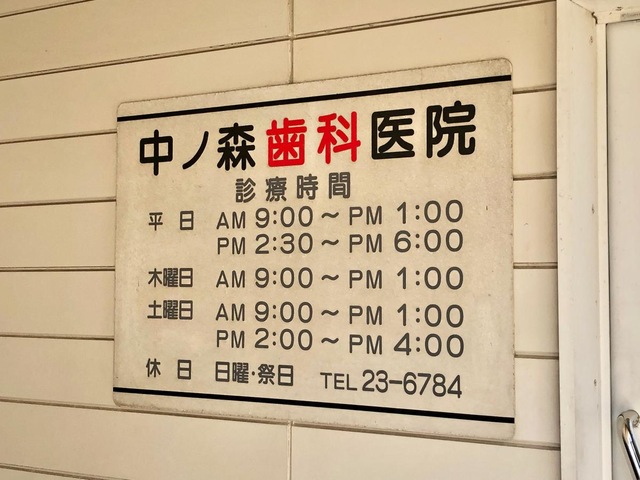 中ノ森歯科医院
診療時間
平日 AM 9:00～PM 1:00
PM 2:30～PM 6:00
木曜日 AM 9:00～PM 1:00
土曜日 AM 9:00～PM 1:00
PM 2:00～PM 4:00
休日 日曜・祭日 TEL 23-6784